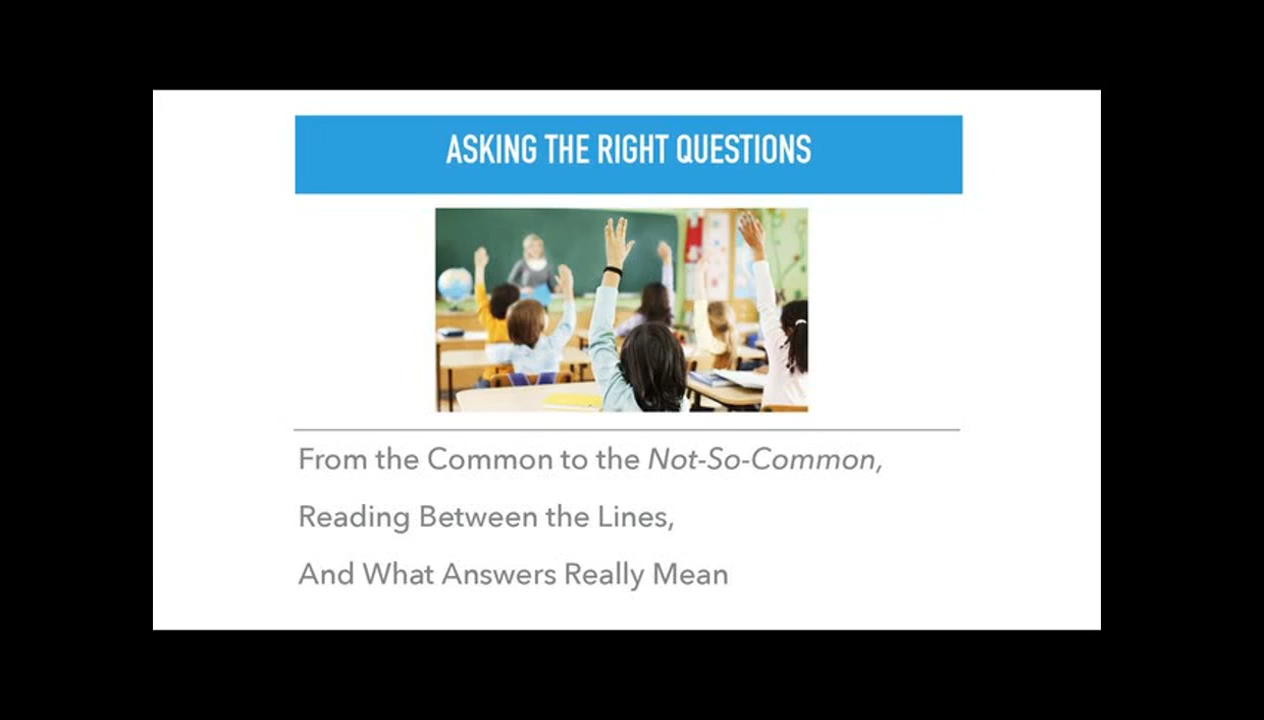 ASKING THE RIGHT QUESTIONS
From the Common to the Not-So-Common,
Reading Between the Lines,
And What Answers Really Mean